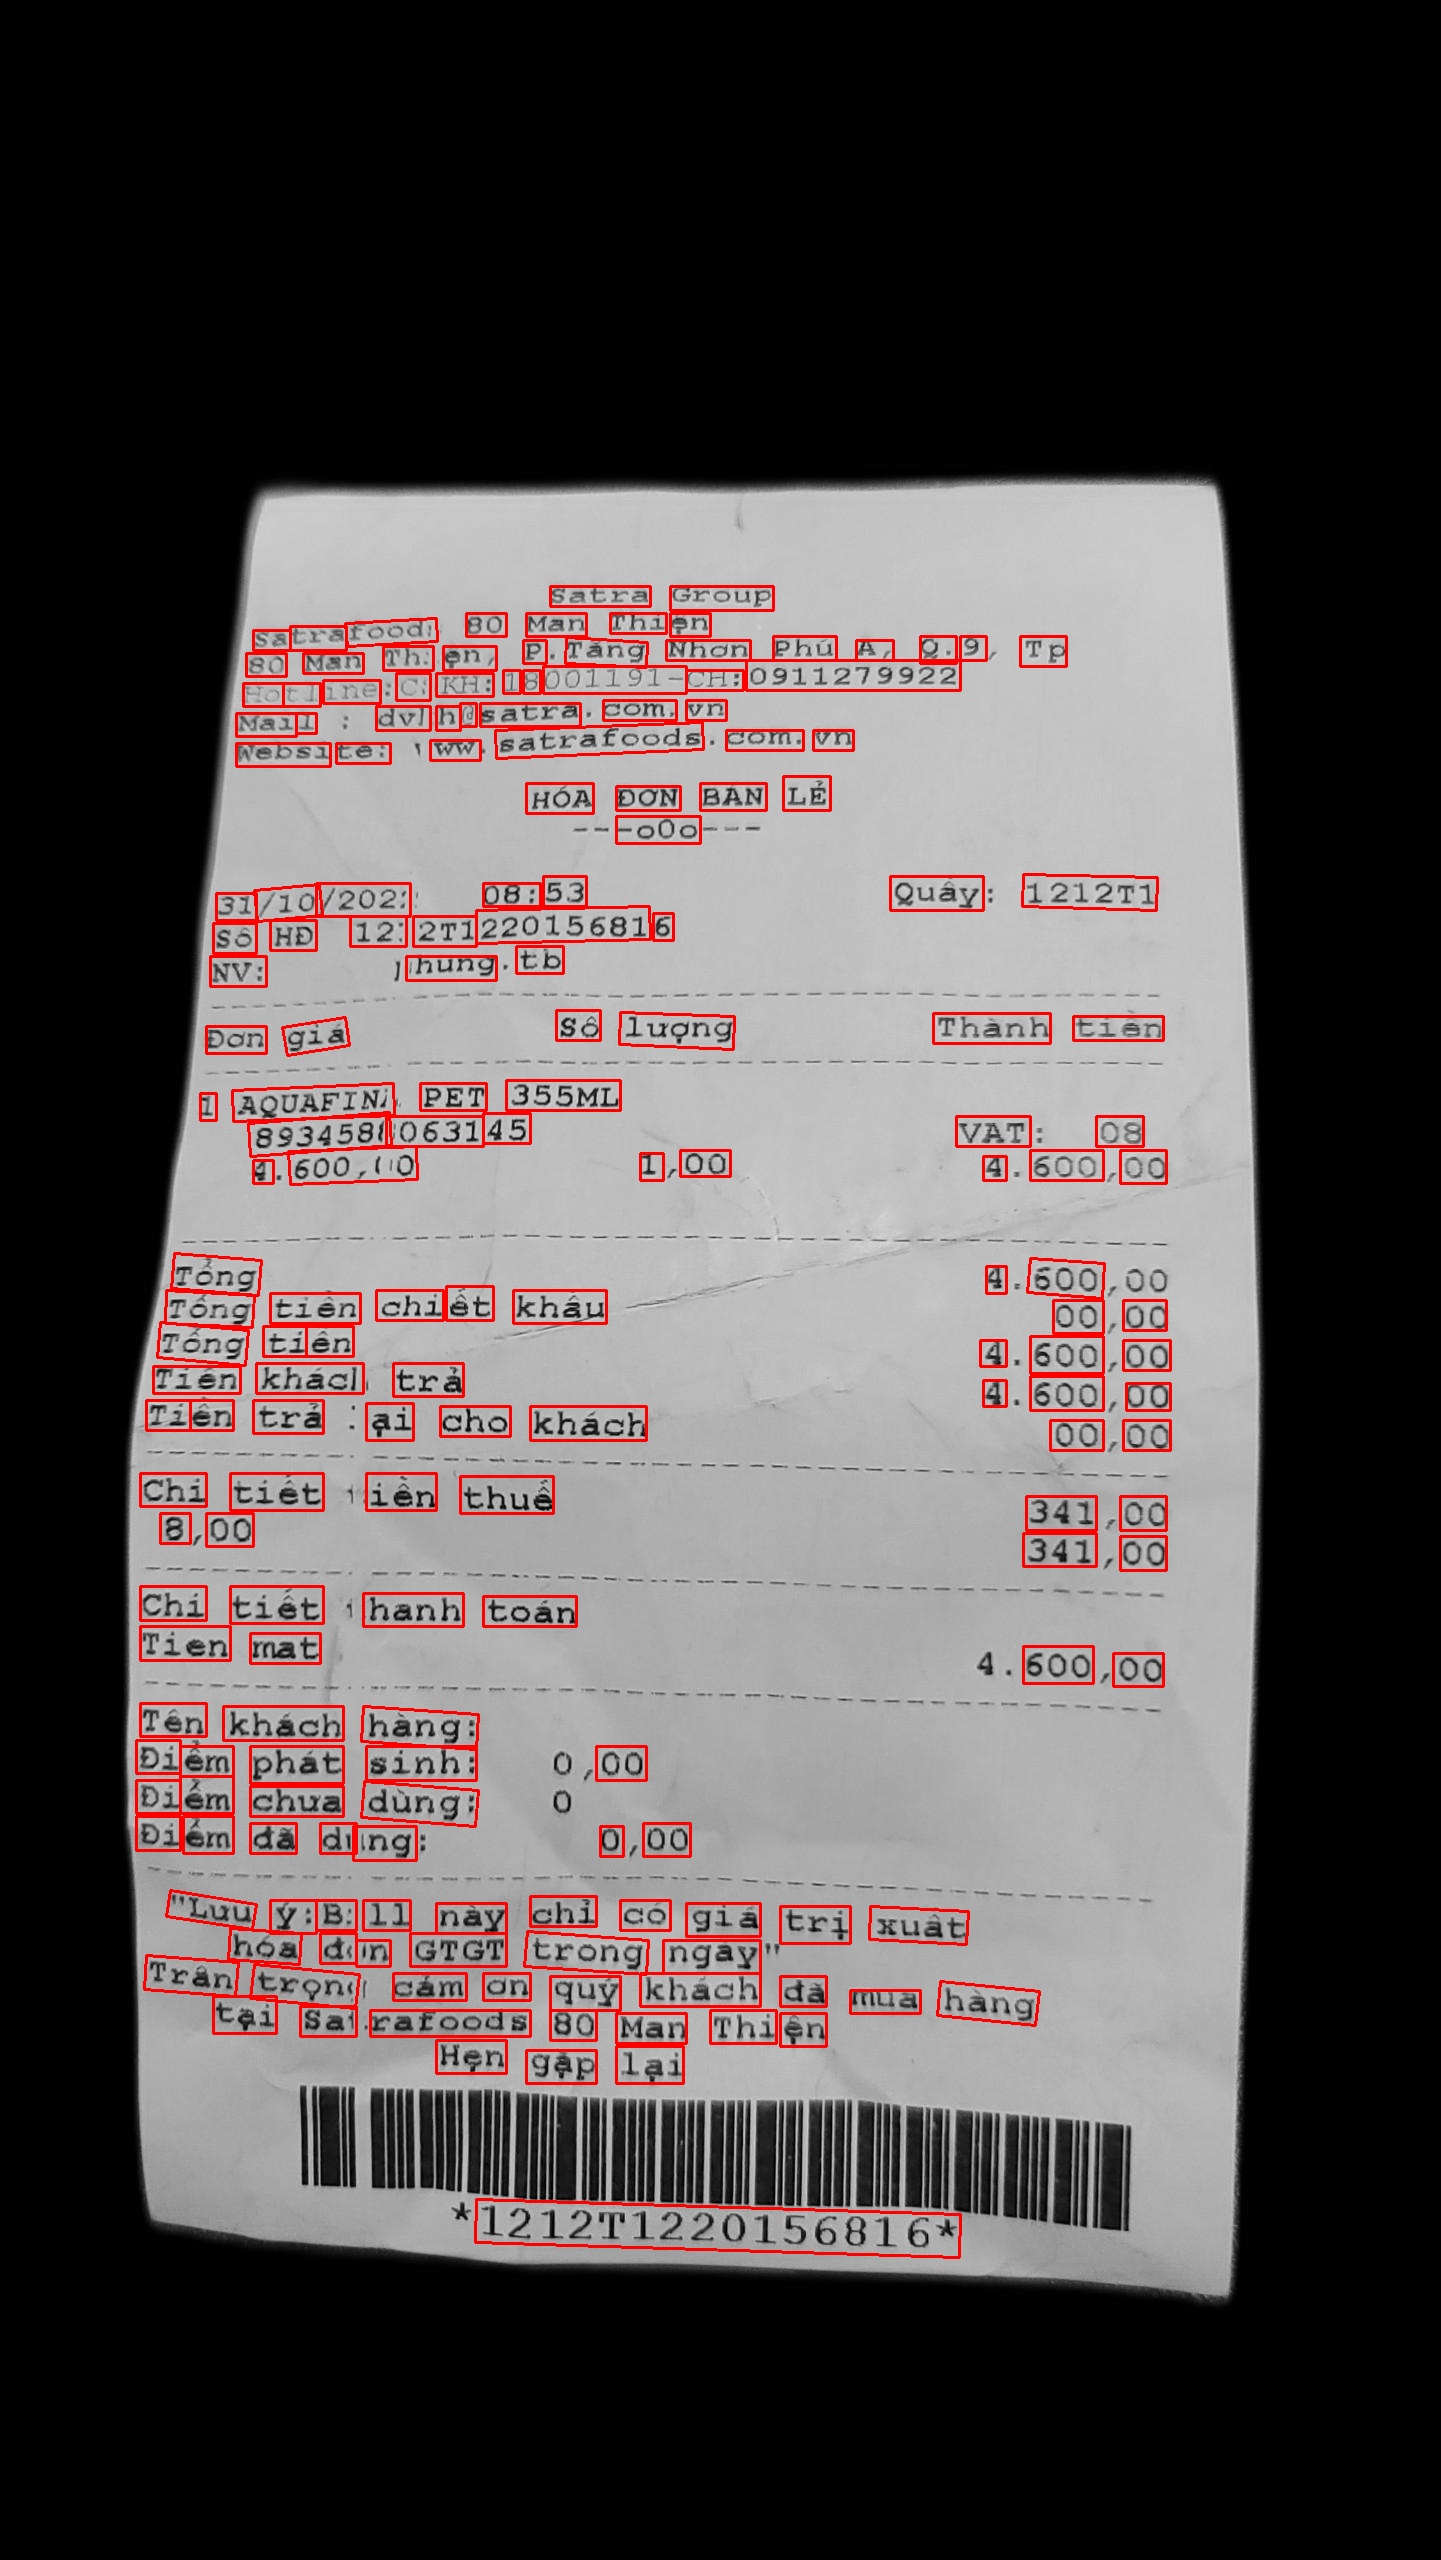 Satra Group
Satrafoods 80 Man Thiện
80 Man Thiện, P.Tăng Nhơn Phú A, Q.9, Tp
Hotline: KH: 18001191-CH:0911279922
Mail : dvkh@satra.com.vn
Website: www.satrafoods.com.vn
HÓA ĐƠN BÁN LẺ
---o0o---
31/10/2022 08:53 Quầy: 1212T1
Số HĐ 1212T1220156816
NV: nhung.tb
Đơn giá Số lượng Thành tiền
1 AQUAFINA PET 355ML
8934588063145 VAT: 08
4.600,00 1,00 4.600,00
Tổng 4.600,00
Tổng tiền chiết khấu 00,00
Tổng tiền 4.600,00
Tiền khách trả 4.600,00
Tiền trả lại cho khách 00,00
Chi tiết tiền thuế 341,00
8,00 341,00
Chi tiết thanh toán
Tien mat 4.600,00
Tên khách hàng:
Điểm phát sinh: 0,00
Điểm chưa dùng: 0
Điểm đã dùng: 0,00
"Lưu ý:Bill này chỉ có giá trị xuất
hóa đơn GTGT trong ngày"
Trân trọng cám ơn quý khách đã mua hàng
tại Satrafoods 80 Man Thiện
Hẹn gặp lại
*1212T1220156816*